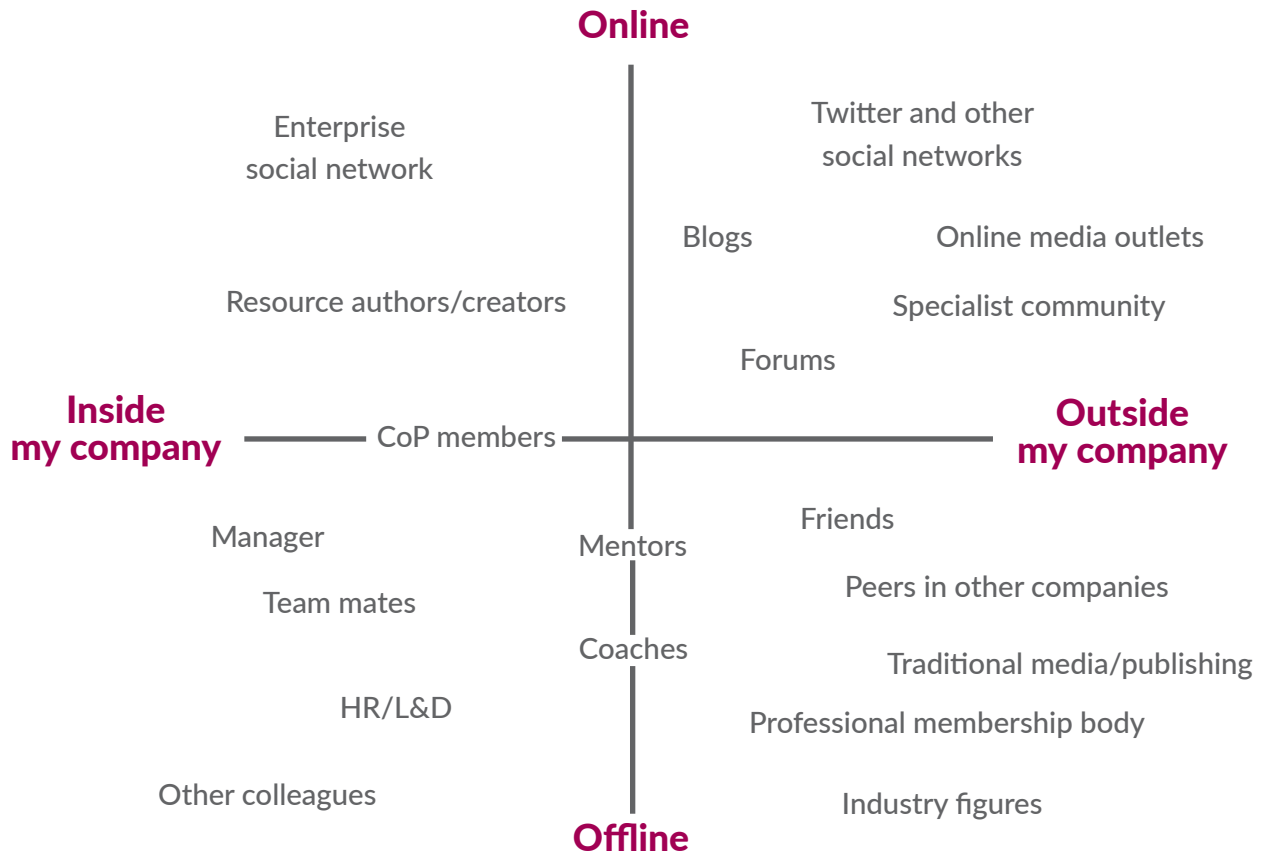 Online
Enterprise
social network
Twitter and other
social networks
Blogs
Online media outlets
Resource authors/creators
Specialist community
Forums
Inside
my company
CoP members
Outside
my company
Manager
Mentors
Friends
Team mates
Peers in other companies
Coaches
Traditional media/publishing
HR/L&D
Professional membership body
Other colleagues
Industry figures
Offline